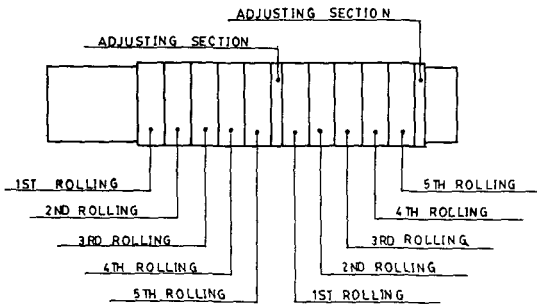 ADJUSTING SECTION
ADJUSTING SECTION
1ST ROLLING
5TH ROLLING
2ND ROLLING
4TH ROLLING
3RD ROLLING
3RD ROLLING
4TH ROLLING
2ND ROLLING
5TH ROLLING
1ST ROLLING